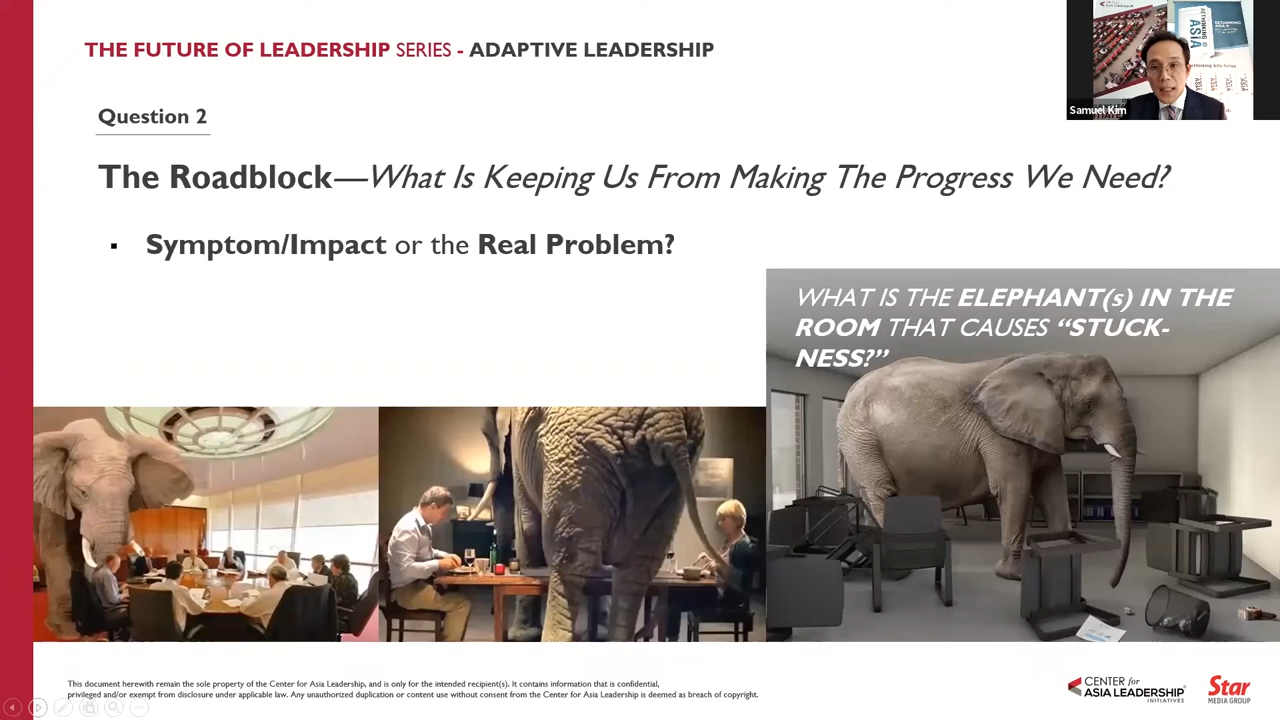 THE FUTURE OF LEADERSHIP SERIES - ADAPTIVE LEADERSHIP
Samuel Kim
Question 2
The Roadblock—What Is Keeping Us From Making The Progress We Need?
▪ Symptom/Impact or the Real Problem?
WHAT IS THE ELEPHANT(s) IN THE
ROOM THAT CAUSES “STUCK-
NESS?”
This document herewith remain the sole property of the Center for Asia Leadership, and is only for the intended recipient(s). It contains information that is confidential,
privileged and/or exempt from disclosure under applicable law. Any unauthorized duplication or content use without consent from the Center for Asia Leadership is deemed as breach of copyright.
CENTER for
ASIA LEADERSHIP
INITIATIVES
Star
MEDIA GROUP